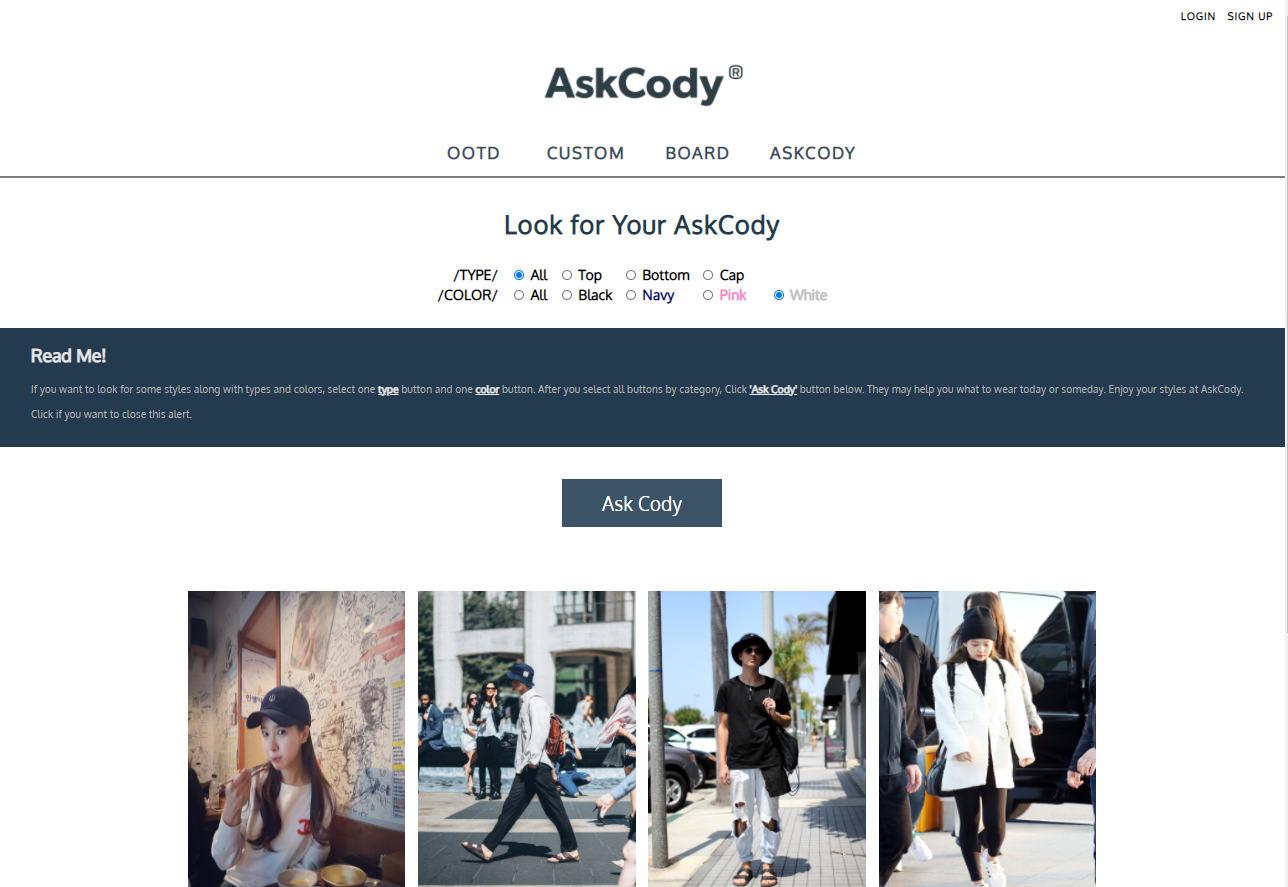 LOGIN SIGN UP
AskCody ®
OOTD CUSTOM BOARD ASKCODY
Look for Your AskCody
/TYPE/ All Top Bottom Cap
/COLOR/ All Black Navy Pink White
Read Me!
If you want to look for some styles along with types and colors, select one type button and one color button. After you select all buttons by category, Click 'Ask Cody' button below. They may help you what to wear today or someday. Enjoy your styles at AskCody.
Click if you want to close this alert.
Ask Cody